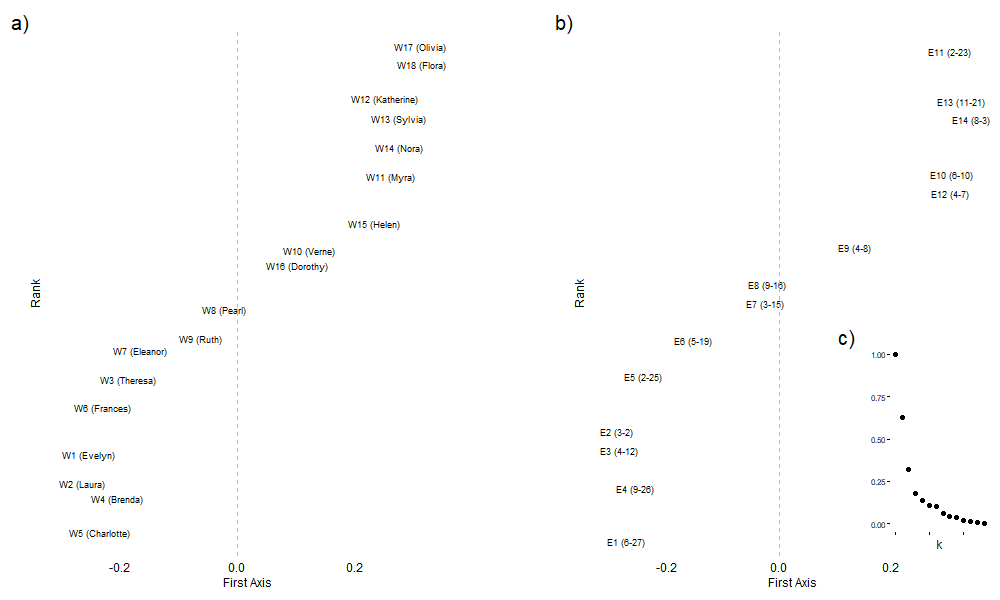 a)
W17 (Olivia)
W18 (Flora)
W12 (Katherine)
W13 (Sylvia)
W14 (Nora)
W11 (Myra)
W15 (Helen)
W10 (Verne)
W16 (Dorothy)
Rank
W8 (Pearl)
W9 (Ruth)
W7 (Eleanor)
W3 (Theresa)
W6 (Frances)
W1 (Evelyn)
W2 (Laura)
W4 (Brenda)
W5 (Charlotte)
-0.2 0.0 0.2
First Axis
b)
E11 (2-23)
E13 (11-21)
E14 (8-3)
E10 (6-10)
E12 (4-7)
E9 (4-8)
E8 (9-16)
Rank
E7 (3-15)
E6 (5-19)
E5 (2-25)
E2 (3-2)
E3 (4-12)
E4 (9-26)
E1 (6-27)
-0.2 0.0 0.2
First Axis
c)
1.00
0.75
0.50
0.25
0.00
k